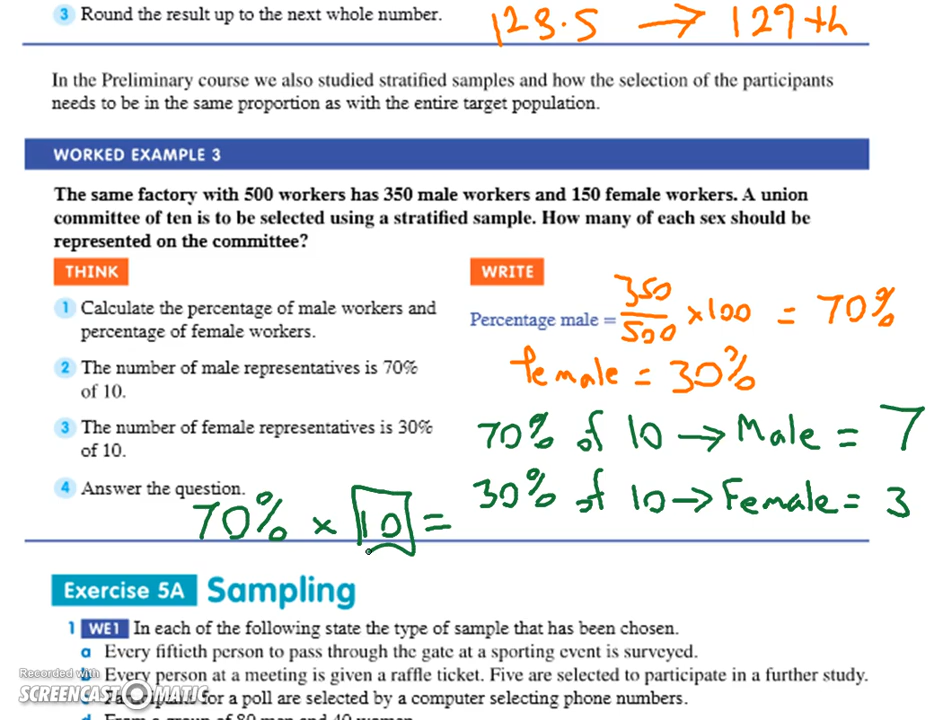 3 Round the result up to the next whole number.
128.5 → 129th
In the Preliminary course we also studied stratified samples and how the selection of the participants
needs to be in the same proportion as with the entire target population.
WORKED EXAMPLE 3
The same factory with 500 workers has 350 male workers and 150 female workers. A union
committee of ten is to be selected using a stratified sample. How many of each sex should be
represented on the committee?
THINK
1 Calculate the percentage of male workers and
percentage of female workers.
2 The number of male representatives is 70%
of 10.
3 The number of female representatives is 30%
of 10.
4 Answer the question.
70% × 10 =
WRITE
Percentage male = 350/500 × 100 = 70%
female = 30%
70% of 10 → Male = 7
30% of 10 → Female = 3
Exercise 5A Sampling
1 WE1 In each of the following state the type of sample that has been chosen.
a Every fiftieth person to pass through the gate at a sporting event is surveyed.
b Every person at a meeting is given a raffle ticket. Five are selected to participate in a further study.
for a poll are selected by a computer selecting phone numbers.
d From a group of 80 men and 40 women
Recorded with
SCREENCAST MATIC